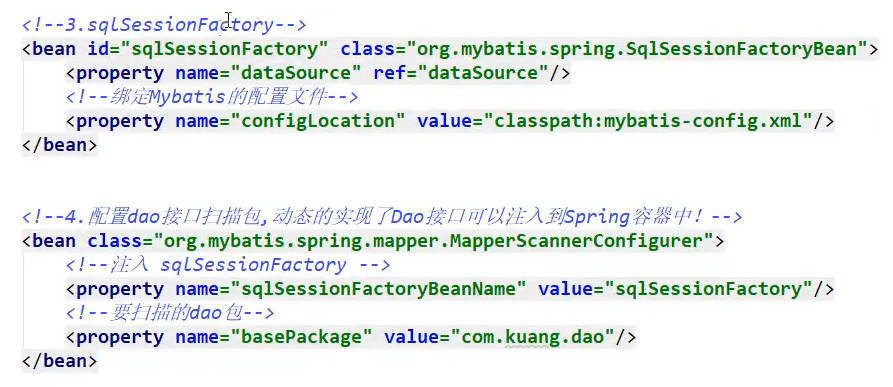 <!--3.sqlSessionFactory-->
<bean id="sqlSessionFactory" class="org.mybatis.spring.SqlSessionFactoryBean">
<property name="dataSource" ref="dataSource"/>
<!--绑定Mybatis的配置文件-->
<property name="configLocation" value="classpath:mybatis-config.xml"/>
</bean>
<!--4.配置dao接口扫描包,动态的实现了Dao接口可以注入到Spring容器中！-->
<bean class="org.mybatis.spring.mapper.MapperScannerConfigurer">
<!--注入 sqlSessionFactory -->
<property name="sqlSessionFactoryBeanName" value="sqlSessionFactory"/>
<!--要扫描的dao包-->
<property name="basePackage" value="com.kuang.dao"/>
</bean>